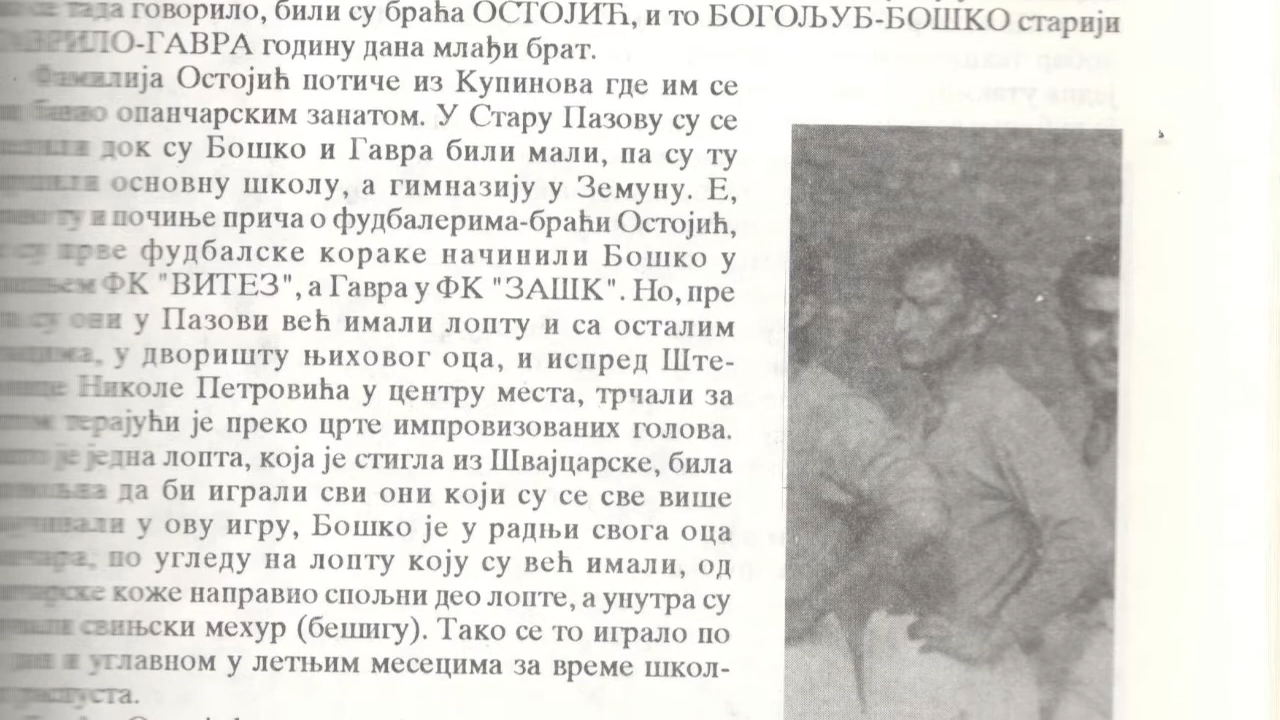 тада говорило, били су браћа ОСТОЈИЋ, и то БОГОЉУБ-БОШКО старији
ГАВРИЛО-ГАВРА годину дана млађи брат.
Фамилија Остојић потиче из Купинова где им се
опанчарским занатом. У Стару Пазову су се
док су Бошко и Гавра били мали, па су ту
основну школу, а гимназију у Земуну. Е,
ту и почиње прича о фудбалерима-браћи Остојић,
су прве фудбалске кораке начинили Бошко у
ФК "ВИТЕЗ", а Гавра у ФК "ЗАШК". Но, пре
су они у Пазови већ имали лопту и са осталим
у дворишту њиховог оца, и испред Ште-
Николе Петровића у центру места, трчали за
терајући је преко црте импровизованих голова.
је једна лопта, која је стигла из Швајцарске, била
да би играли сви они који су се све више
у ову игру, Бошко је у радњи свога оца
по угледу на лопту коју су већ имали, од
коже направио спољни део лопте, а унутра су
свињски мехур (бешигу). Тако се то играло по
и углавном у летњим месецима за време школ-
распуста.